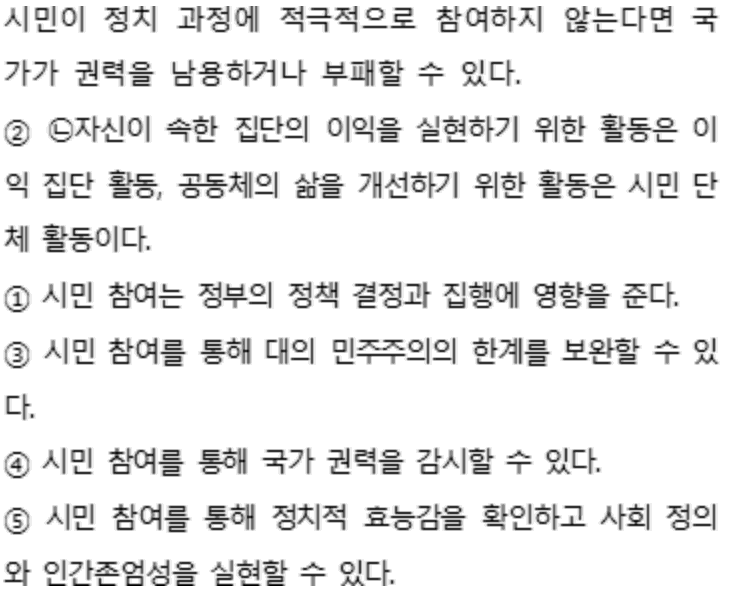 시민이 정치 과정에 적극적으로 참여하지 않는다면 국
가가 권력을 남용하거나 부패할 수 있다.
② ㉡자신이 속한 집단의 이익을 실현하기 위한 활동은 이
익 집단 활동, 공동체의 삶을 개선하기 위한 활동은 시민 단
체 활동이다.
① 시민 참여는 정부의 정책 결정과 집행에 영향을 준다.
③ 시민 참여를 통해 대의 민주주의의 한계를 보완할 수 있
다.
④ 시민 참여를 통해 국가 권력을 감시할 수 있다.
⑤ 시민 참여를 통해 정치적 효능감을 확인하고 사회 정의
와 인간존엄성을 실현할 수 있다.